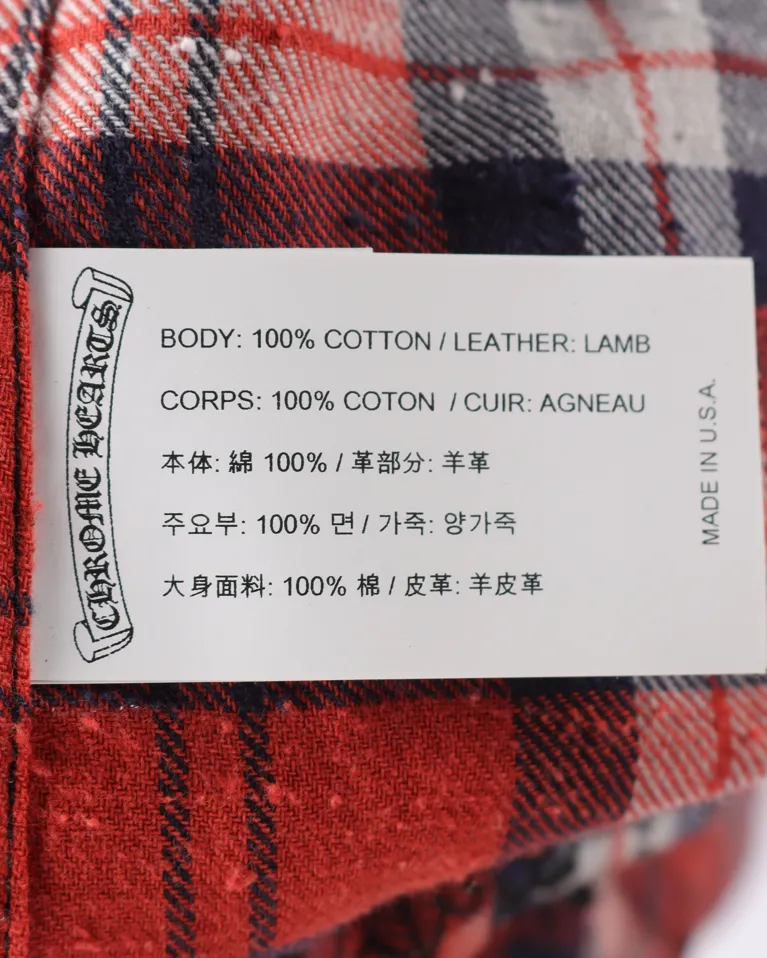 CHROME HEARTS
BODY: 100% COTTON / LEATHER: LAMB
CORPS: 100% COTON / CUIR: AGNEAU
本体: 綿 100% / 革部分: 羊革
주요부: 100% 면 / 가죽: 양가죽
大身面料: 100% 棉 / 皮革: 羊皮革
MADE IN U.S.A.